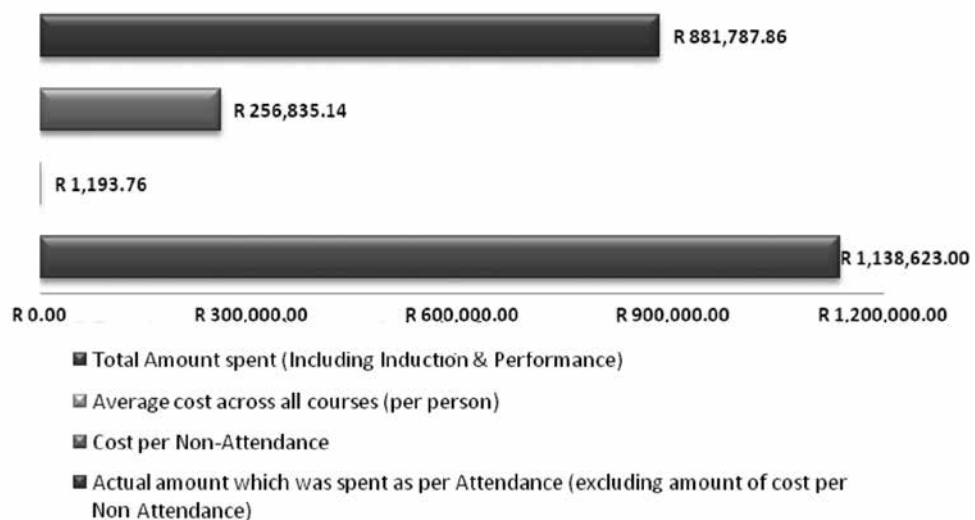 R 881,787.86
R 256,835.14
R 1,193.76
R 1,138,623.00
R 0.00 R 300,000.00 R 600,000.00 R 900,000.00 R 1,200,000.00
Total Amount spent (Including Induction & Performance)
Average cost across all courses (per person)
Cost per Non-Attendance
Actual amount which was spent as per Attendance (excluding amount of cost per
Non Attendance)